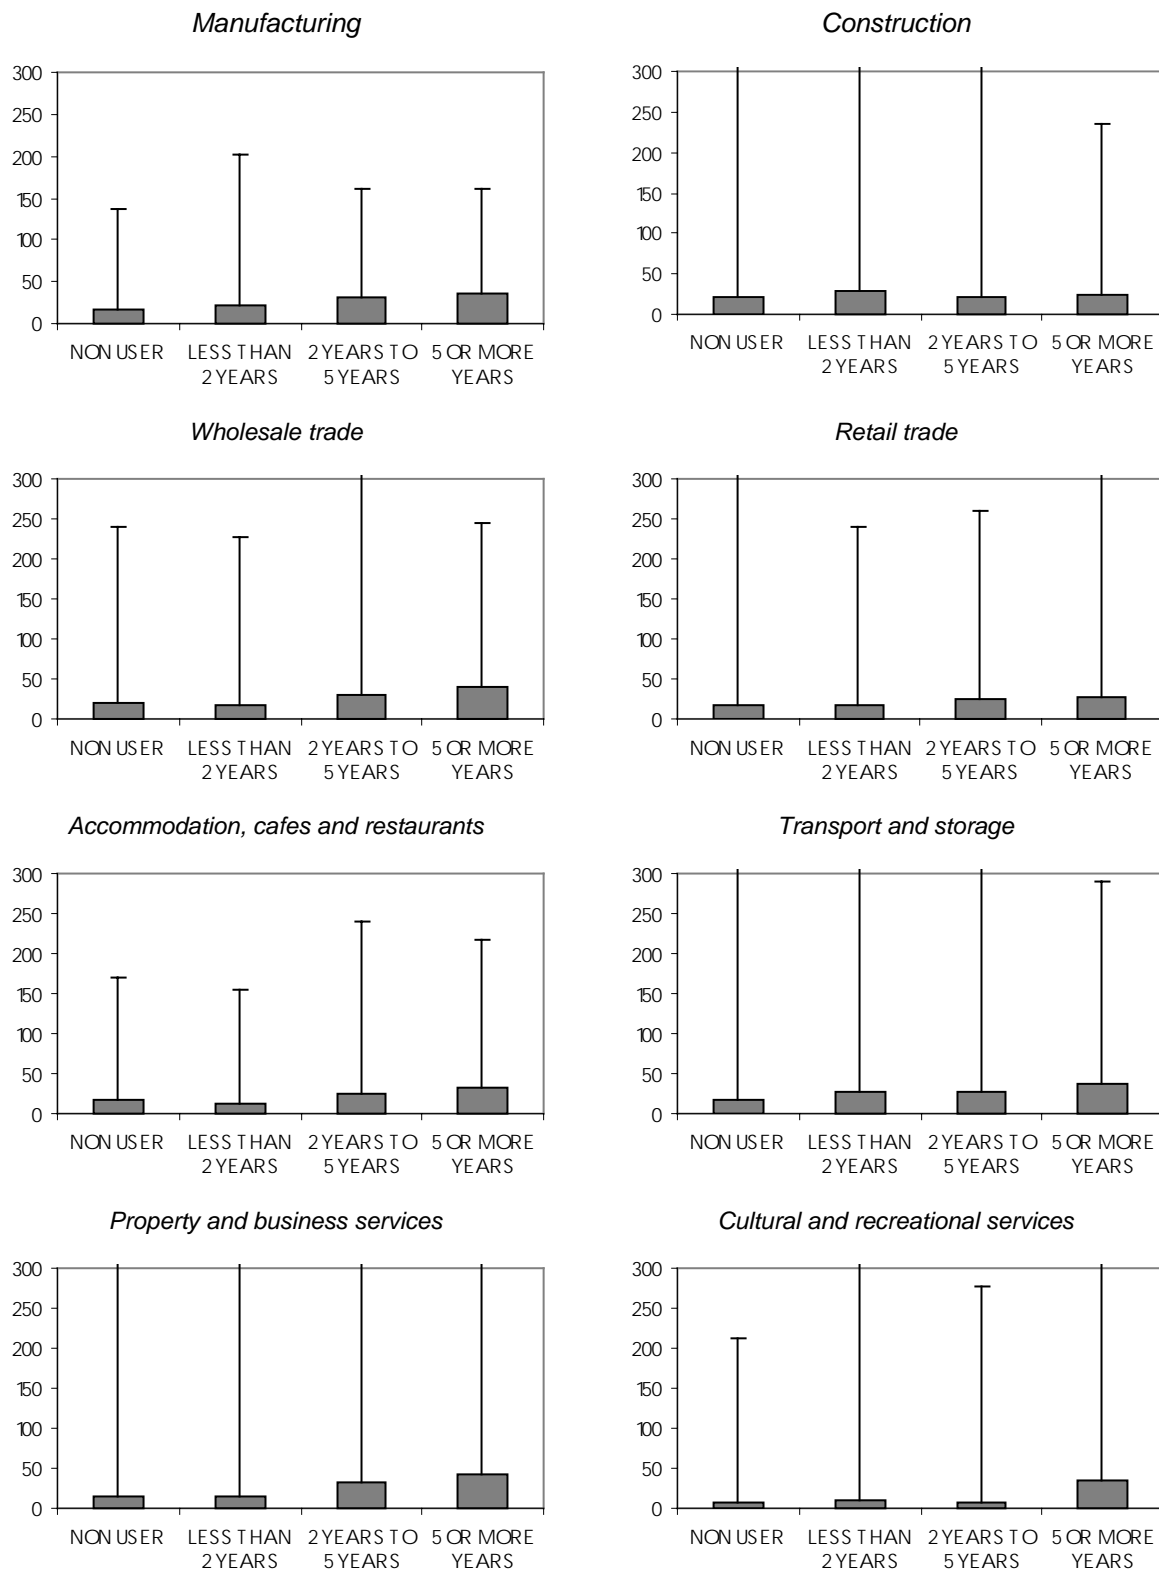 Manufacturing
300
250
200
150
100
50
0
NON USER LESS THAN 2 YEARS TO 5 OR MORE
2 YEARS 5 YEARS YEARS
Construction
300
250
200
150
100
50
0
NON USER LESS THAN 2 YEARS TO 5 OR MORE
2 YEARS 5 YEARS YEARS
Wholesale trade
300
250
200
150
100
50
0
NON USER LESS THAN 2 YEARS TO 5 OR MORE
2 YEARS 5 YEARS YEARS
Retail trade
300
250
200
150
100
50
0
NON USER LESS THAN 2 YEARS TO 5 OR MORE
2 YEARS 5 YEARS YEARS
Accommodation, cafes and restaurants
300
250
200
150
100
50
0
NON USER LESS THAN 2 YEARS TO 5 OR MORE
2 YEARS 5 YEARS YEARS
Transport and storage
300
250
200
150
100
50
0
NON USER LESS THAN 2 YEARS TO 5 OR MORE
2 YEARS 5 YEARS YEARS
Property and business services
300
250
200
150
100
50
0
NON USER LESS THAN 2 YEARS TO 5 OR MORE
2 YEARS 5 YEARS YEARS
Cultural and recreational services
300
250
200
150
100
50
0
NON USER LESS THAN 2 YEARS TO 5 OR MORE
2 YEARS 5 YEARS YEARS